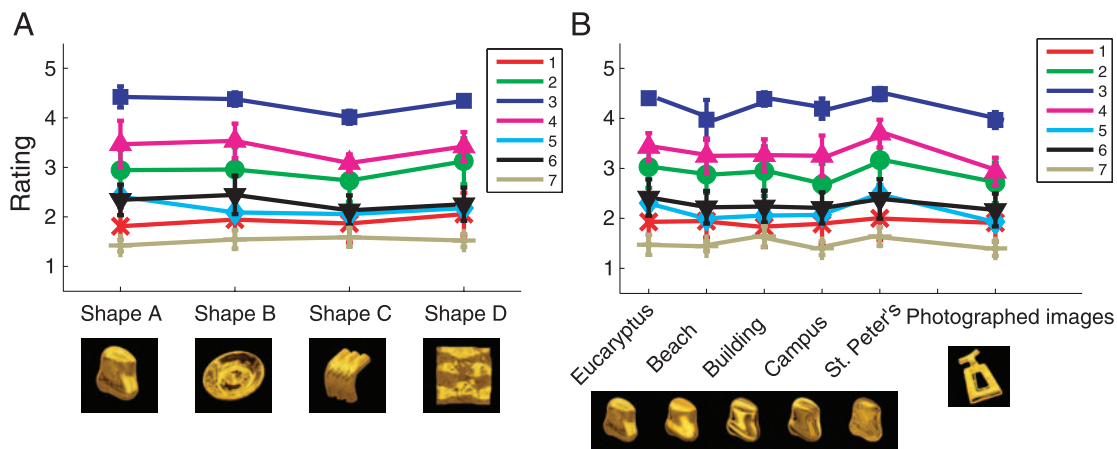 A
Rating
5
4
3
2
1
1
2
3
4
5
6
7
Shape A
Shape B
Shape C
Shape D
B
5
4
3
2
1
1
2
3
4
5
6
7
Eucaryptus
Beach
Building
Campus
St. Peter's
Photographed images